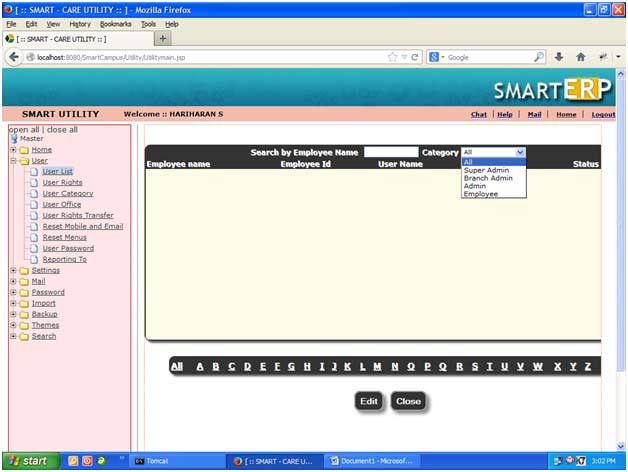 [ :: SMART - CARE UTILITY :: ] - Mozilla Firefox
File Edit View History Bookmarks Tools Help
[ :: SMART - CARE UTILITY :: ] +
localhost:8080/SmartCampus/Utility/Utilitymain.jsp
Google
SMARTERP
SMART UTILITY Welcome :: HARIHARAN S Chat | Help | Mail | Home | Logout
open all | close all
Master
Home
User
User List
User Rights
User Category
User Office
User Rights Transfer
Reset Mobile and Email
Reset Menus
User Password
Reporting To
Settings
Mail
Password
Import
Backup
Themes
Search
Search by Employee Name Category All
Employee name Employee Id User Name Status
All
Super Admin
Branch Admin
Admin
Employee
All A B C D E F G H I J K L M N O P Q R S T U V W X Y Z
Edit Close
start Tomcat [ :: SMART - CARE U... Document1 - Microsof... 3:02 PM